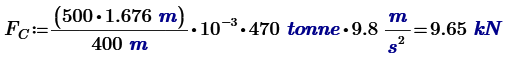 F_C := (500 · 1.676 m) / (400 m) · 10^−3 · 470 tonne · 9.8 m/s^2 = 9.65 kN